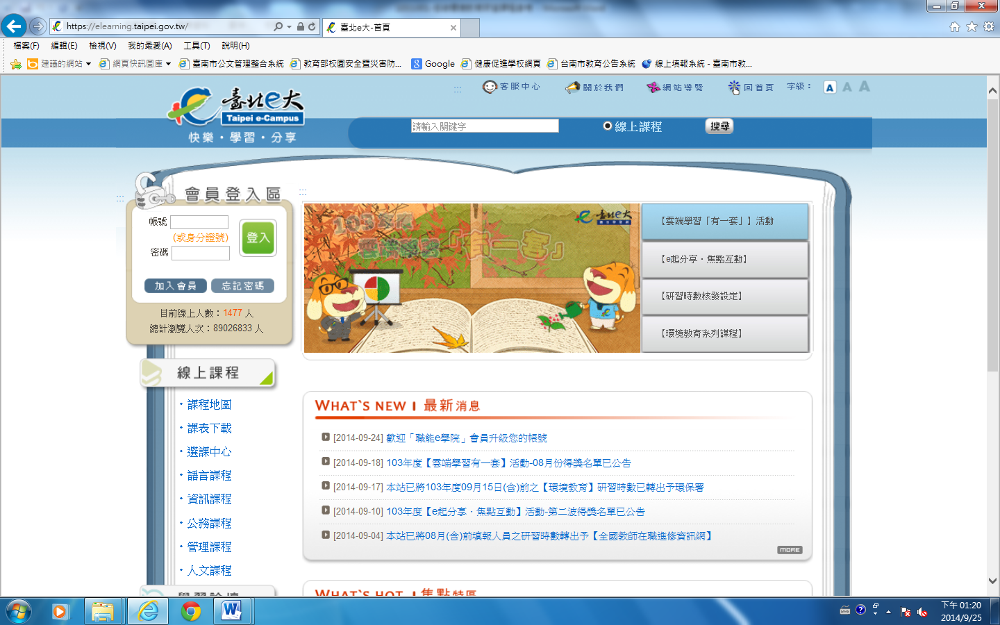 https://elearning.taipei.gov.tw/
臺北e大-首頁
檔案(F) 編輯(E) 檢視(V) 我的最愛(A) 工具(T) 說明(H)
建議的網站 網頁快訊圖庫 臺南市公文管理整合系統 教育部校園安全暨災害防... Google 健康促進學校網頁 台南市教育公告系統 線上填報系統 - 臺南市教...
客服中心 關於我們 網站導覽 回首頁 字級： A A A
臺北e大
Taipei e-Campus
快樂・學習・分享
請輸入關鍵字 線上課程 搜尋
會員登入區
帳號
(或身分證號)
密碼
登入
加入會員 忘記密碼
目前線上人數：1477 人
總計瀏覽人次：89026833 人
103年度
雲端學習「有一套」
【雲端學習「有一套」】活動
【e起分享．焦點互動】
【研習時數核發設定】
【環境教育系列課程】
線上課程
・課程地圖
・課表下載
・選課中心
・語言課程
・資訊課程
・公務課程
・管理課程
・人文課程
WHAT'S NEW 最新消息
[2014-09-24] 歡迎「職能e學院」會員升級您的帳號
[2014-09-18] 103年度【雲端學習有一套】活動-08月份得獎名單已公告
[2014-09-17] 本站已將103年度09月15日(含)前之【環境教育】研習時數已轉出予環保署
[2014-09-10] 103年度【e起分享．焦點互動】活動-第二波得獎名單已公告
[2014-09-04] 本站已將08月(含)前填報人員之研習時數轉出予【全國教師在職進修資訊網】
MORE
WHAT'S HOT 焦點特區
學習論壇
下午 01:20
2014/9/25